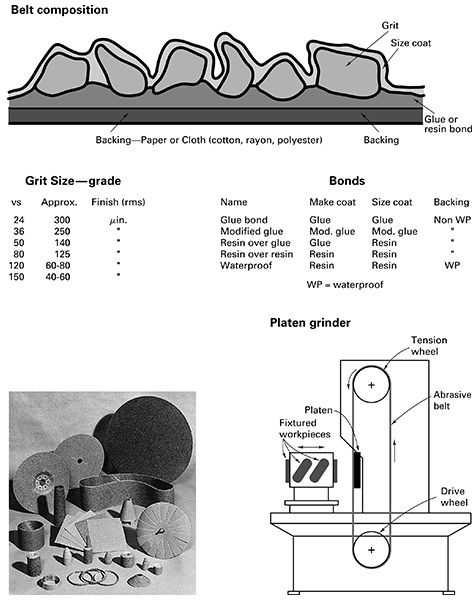 Belt composition
Grit
Size coat
Glue or
resin bond
Backing—Paper or Cloth (cotton, rayon, polyester)
Backing
Grit Size—grade
vs Approx. Finish (rms)
24 300 μin.
36 250 "
50 140 "
80 125 "
120 60-80 "
150 40-60
Bonds
Name Make coat Size coat Backing
Glue bond Glue Glue Non WP
Modified glue Mod. glue Mod. glue "
Resin over glue Glue Resin "
Resin over resin Resin Resin "
Waterproof Resin Resin WP
WP = waterproof
Platen grinder
Tension
wheel
Abrasive
belt
Platen
Fixtured
workpieces
Drive
wheel